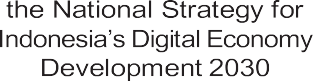 the National Strategy for
Indonesia's Digital Economy
Development 2030